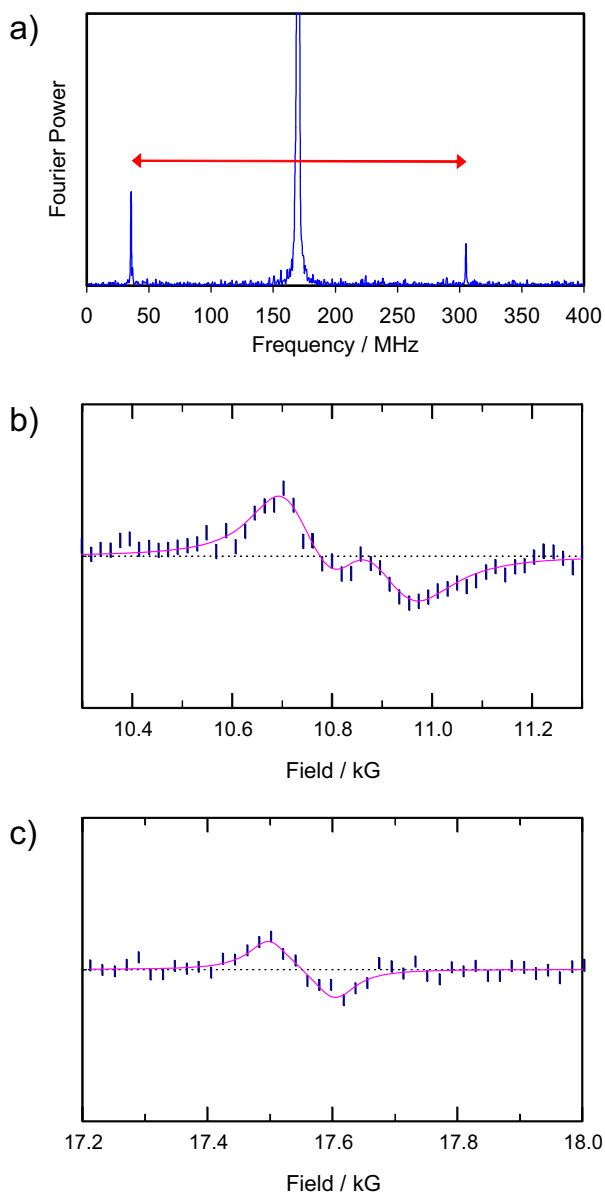 a)
Fourier Power
0 50 100 150 200 250 300 350 400
Frequency / MHz
b)
10.4 10.6 10.8 11.0 11.2
Field / kG
c)
17.2 17.4 17.6 17.8 18.0
Field / kG